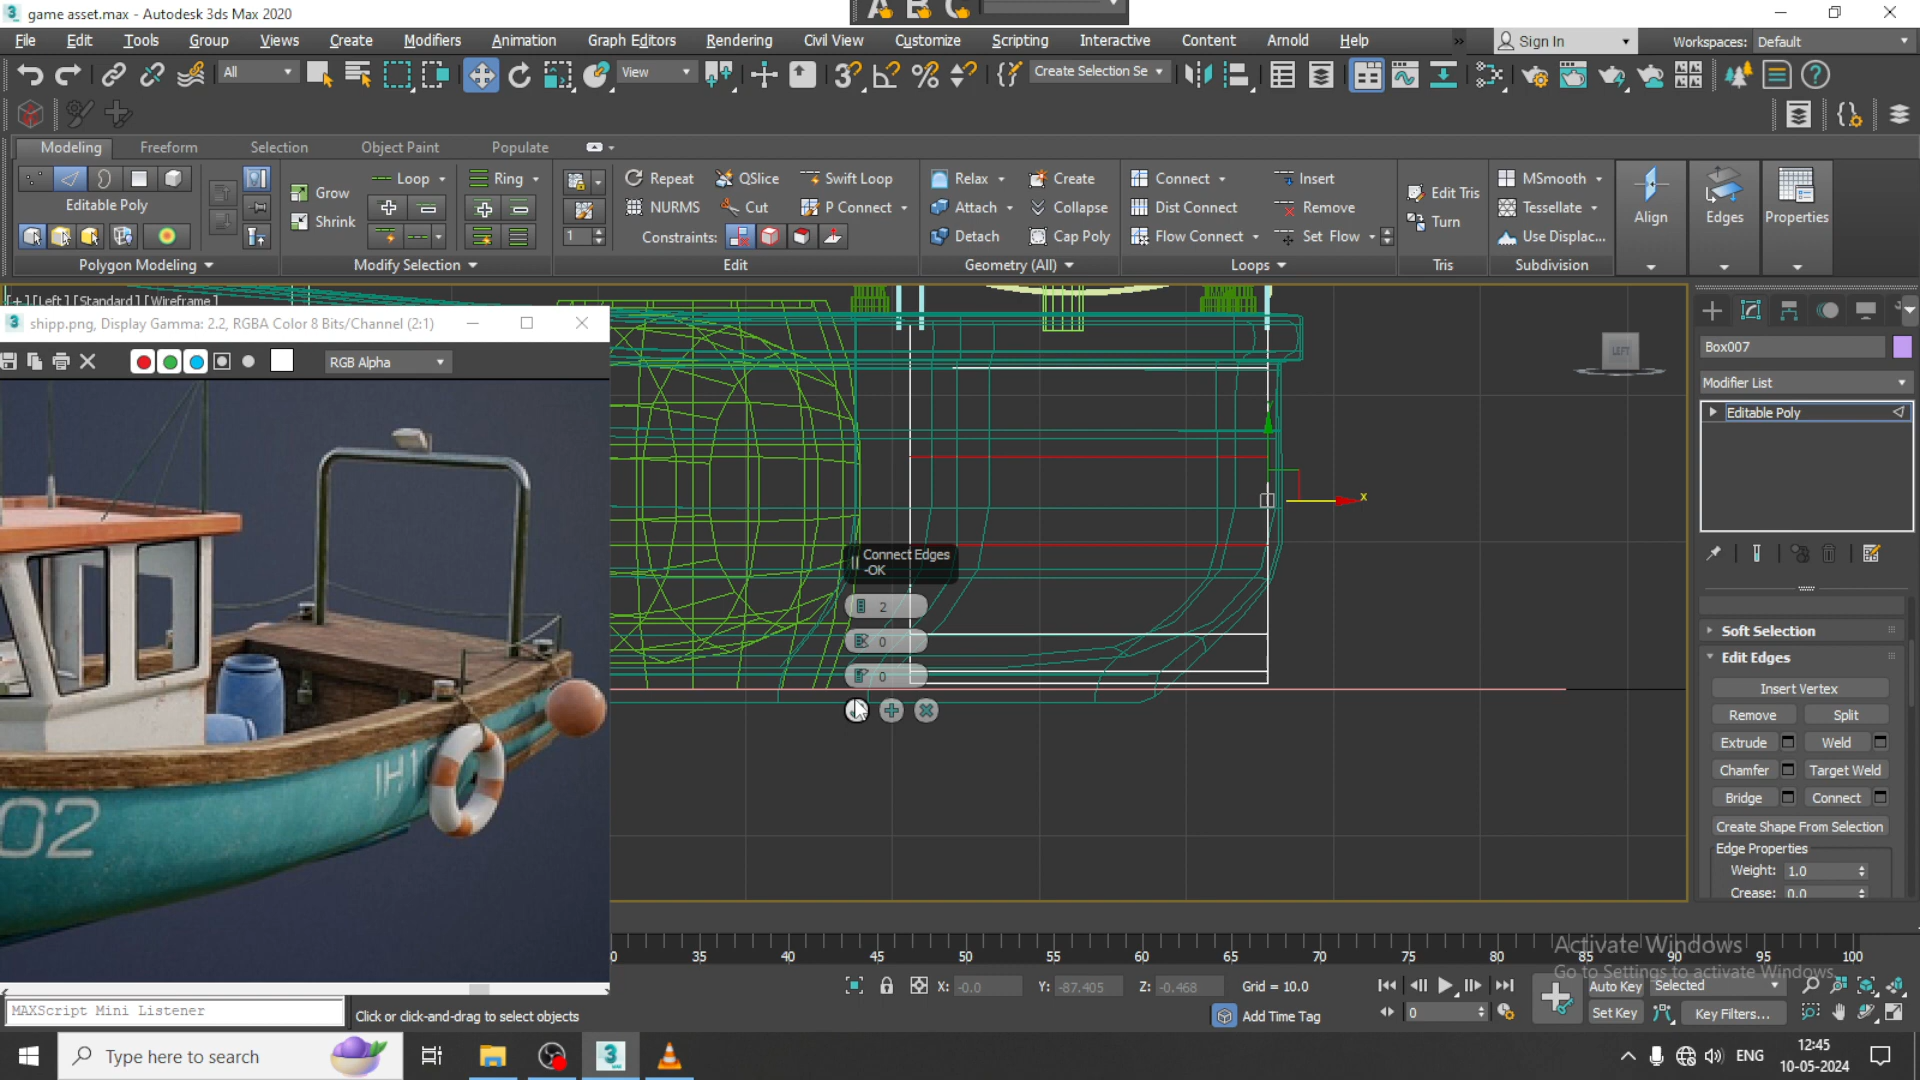 game asset.max - Autodesk 3ds Max 2020
File Edit Tools Group Views Create Modifiers Animation Graph Editors Rendering Civil View Customize Scripting Interactive Content Arnold Help » Sign In Workspaces: Default
All View Create Selection Se
Modeling Freeform Selection Object Paint Populate
Grow Loop Ring Repeat QSlice Swift Loop Relax Create Connect Insert Edit Tris MSmooth
Editable Poly Shrink NURMS Cut P Connect Attach Collapse Dist Connect Remove Turn Tessellate Align Edges Properties
1 Constraints: Detach Cap Poly Flow Connect Set Flow Use Displac...
Polygon Modeling Modify Selection Edit Geometry (All) Loops Tris Subdivision
[+][Left][Standard][Wireframe]
shipp.png, Display Gamma: 2.2, RGBA Color 8 Bits/Channel (2:1)
RGB Alpha
02
IH1
LEFT
x
Connect Edges
-OK
2
0
0
Box007
Modifier List
Editable Poly
Soft Selection
Edit Edges
Insert Vertex
Remove Split
Extrude Weld
Chamfer Target Weld
Bridge Connect
Create Shape From Selection
Edge Properties
Weight: 1.0
Crease: 0.0
0 35 40 45 50 55 60 65 70 75 80 85 90 95 100
Activate Windows
Go to Settings to activate Windows.
X: -0.0 Y: -87.405 Z: -0.468 Grid = 10.0 Auto Key Selected
MAXScript Mini Listener Click or click-and-drag to select objects Add Time Tag 0 Set Key Key Filters...
Type here to search ENG 12:45
10-05-2024